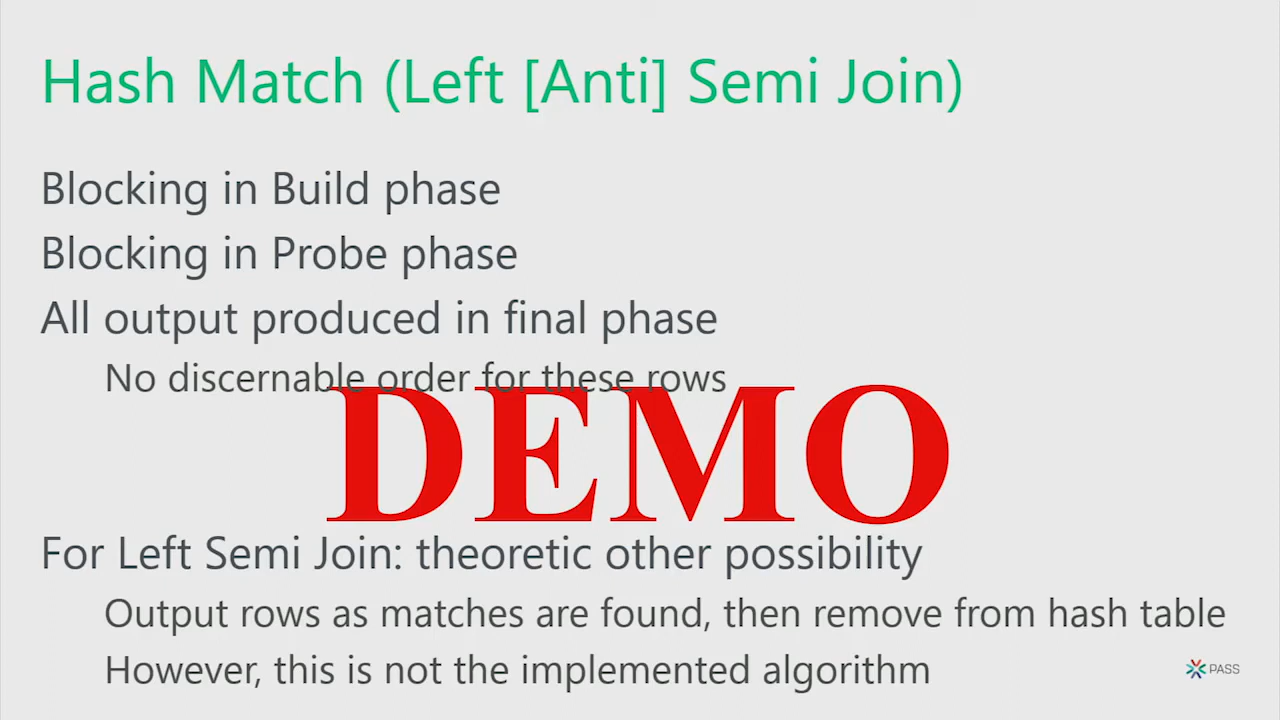 Hash Match (Left [Anti] Semi Join)
Blocking in Build phase
Blocking in Probe phase
All output produced in final phase
No discernable order for these rows
DEMO
For Left Semi Join: theoretic other possibility
Output rows as matches are found, then remove from hash table
However, this is not the implemented algorithm
PASS